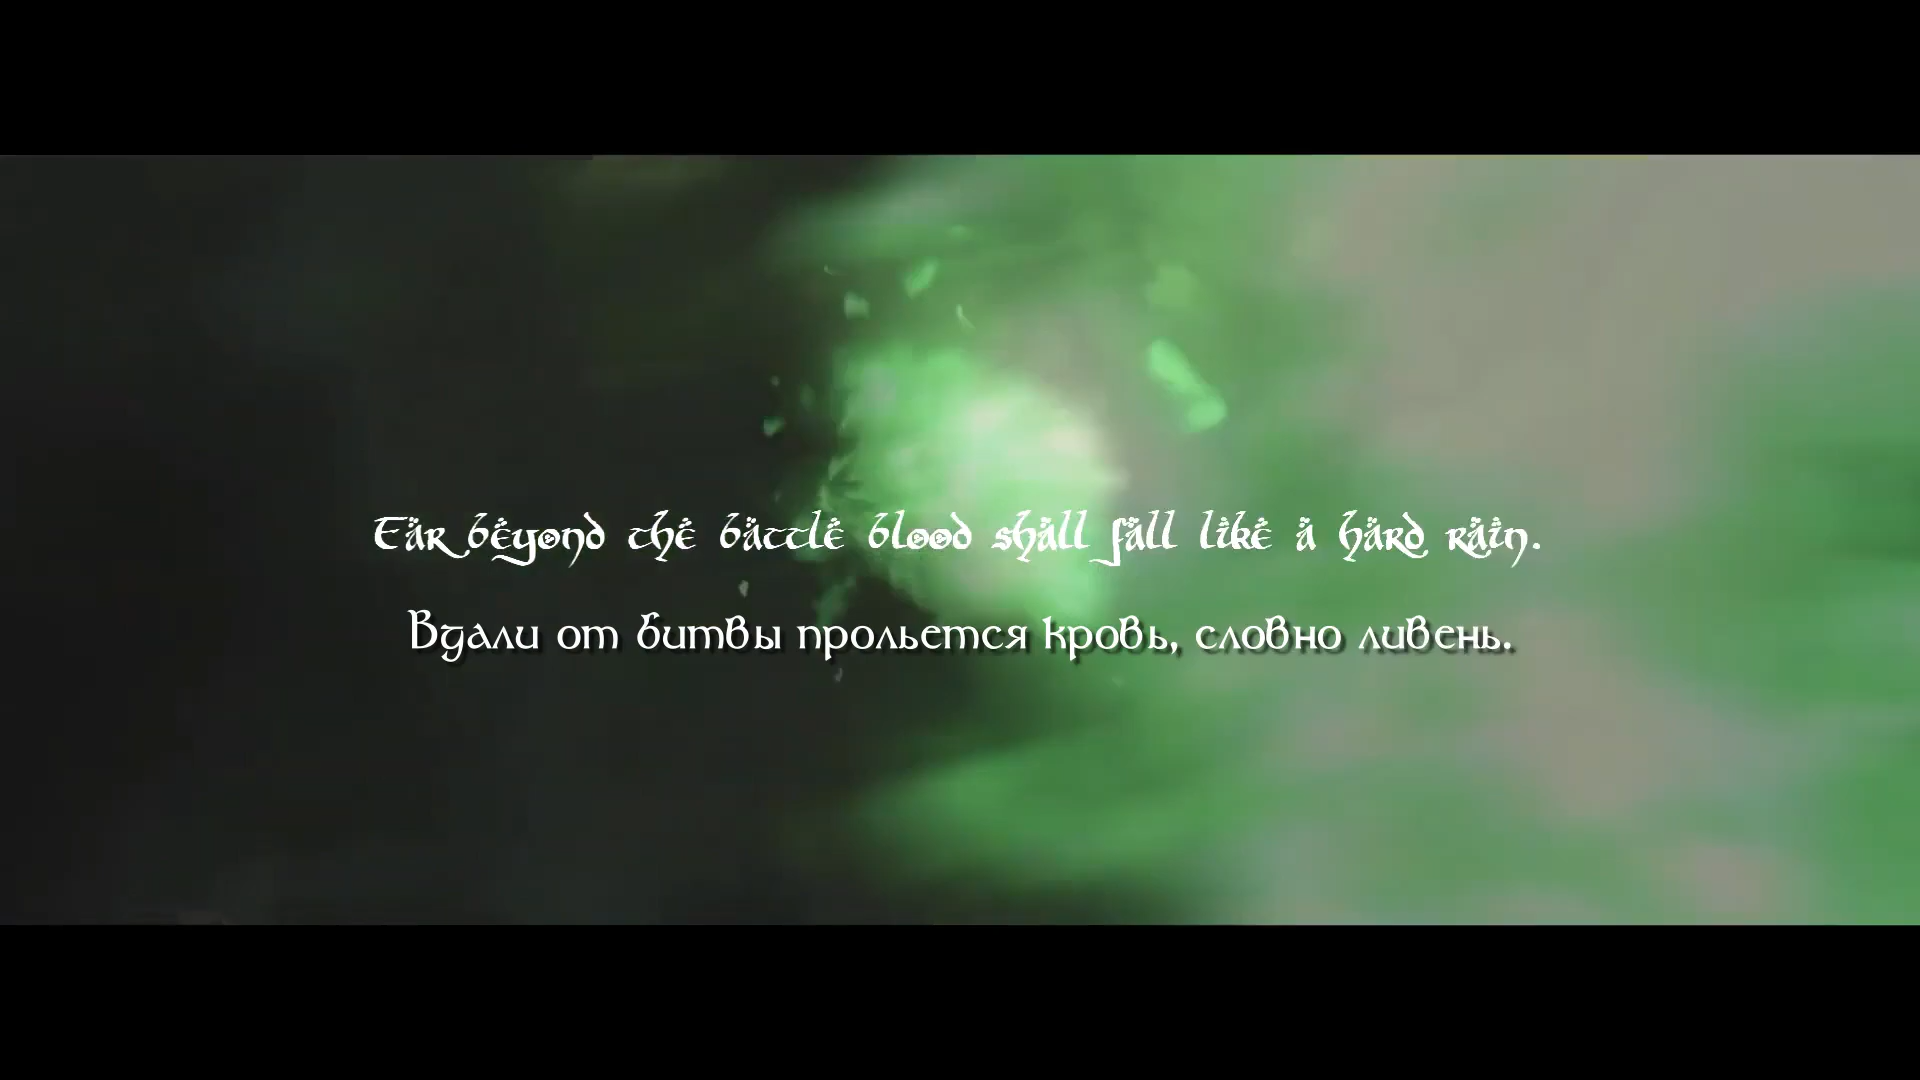 Far beyond the battle blood shall fall like a hard rain.
Вдали от битвы прольется кровь, словно ливень.